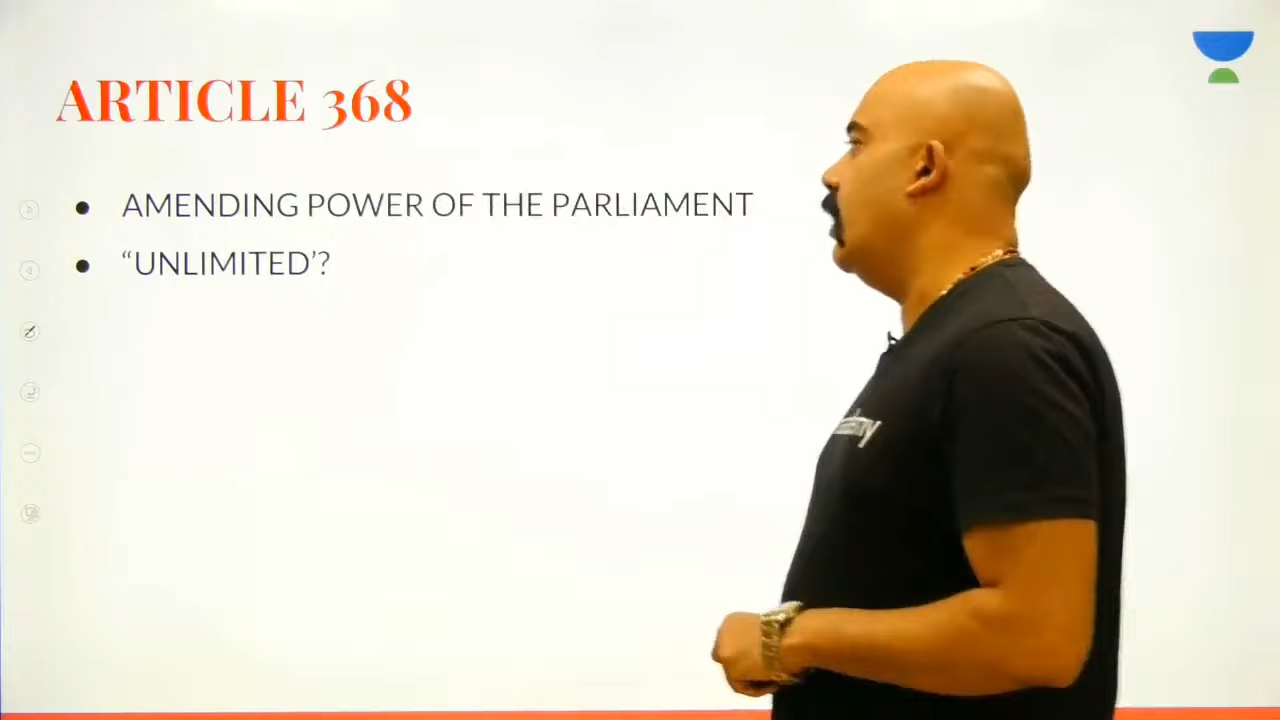 ARTICLE 368
● AMENDING POWER OF THE PARLIAMENT
● “UNLIMITED’?